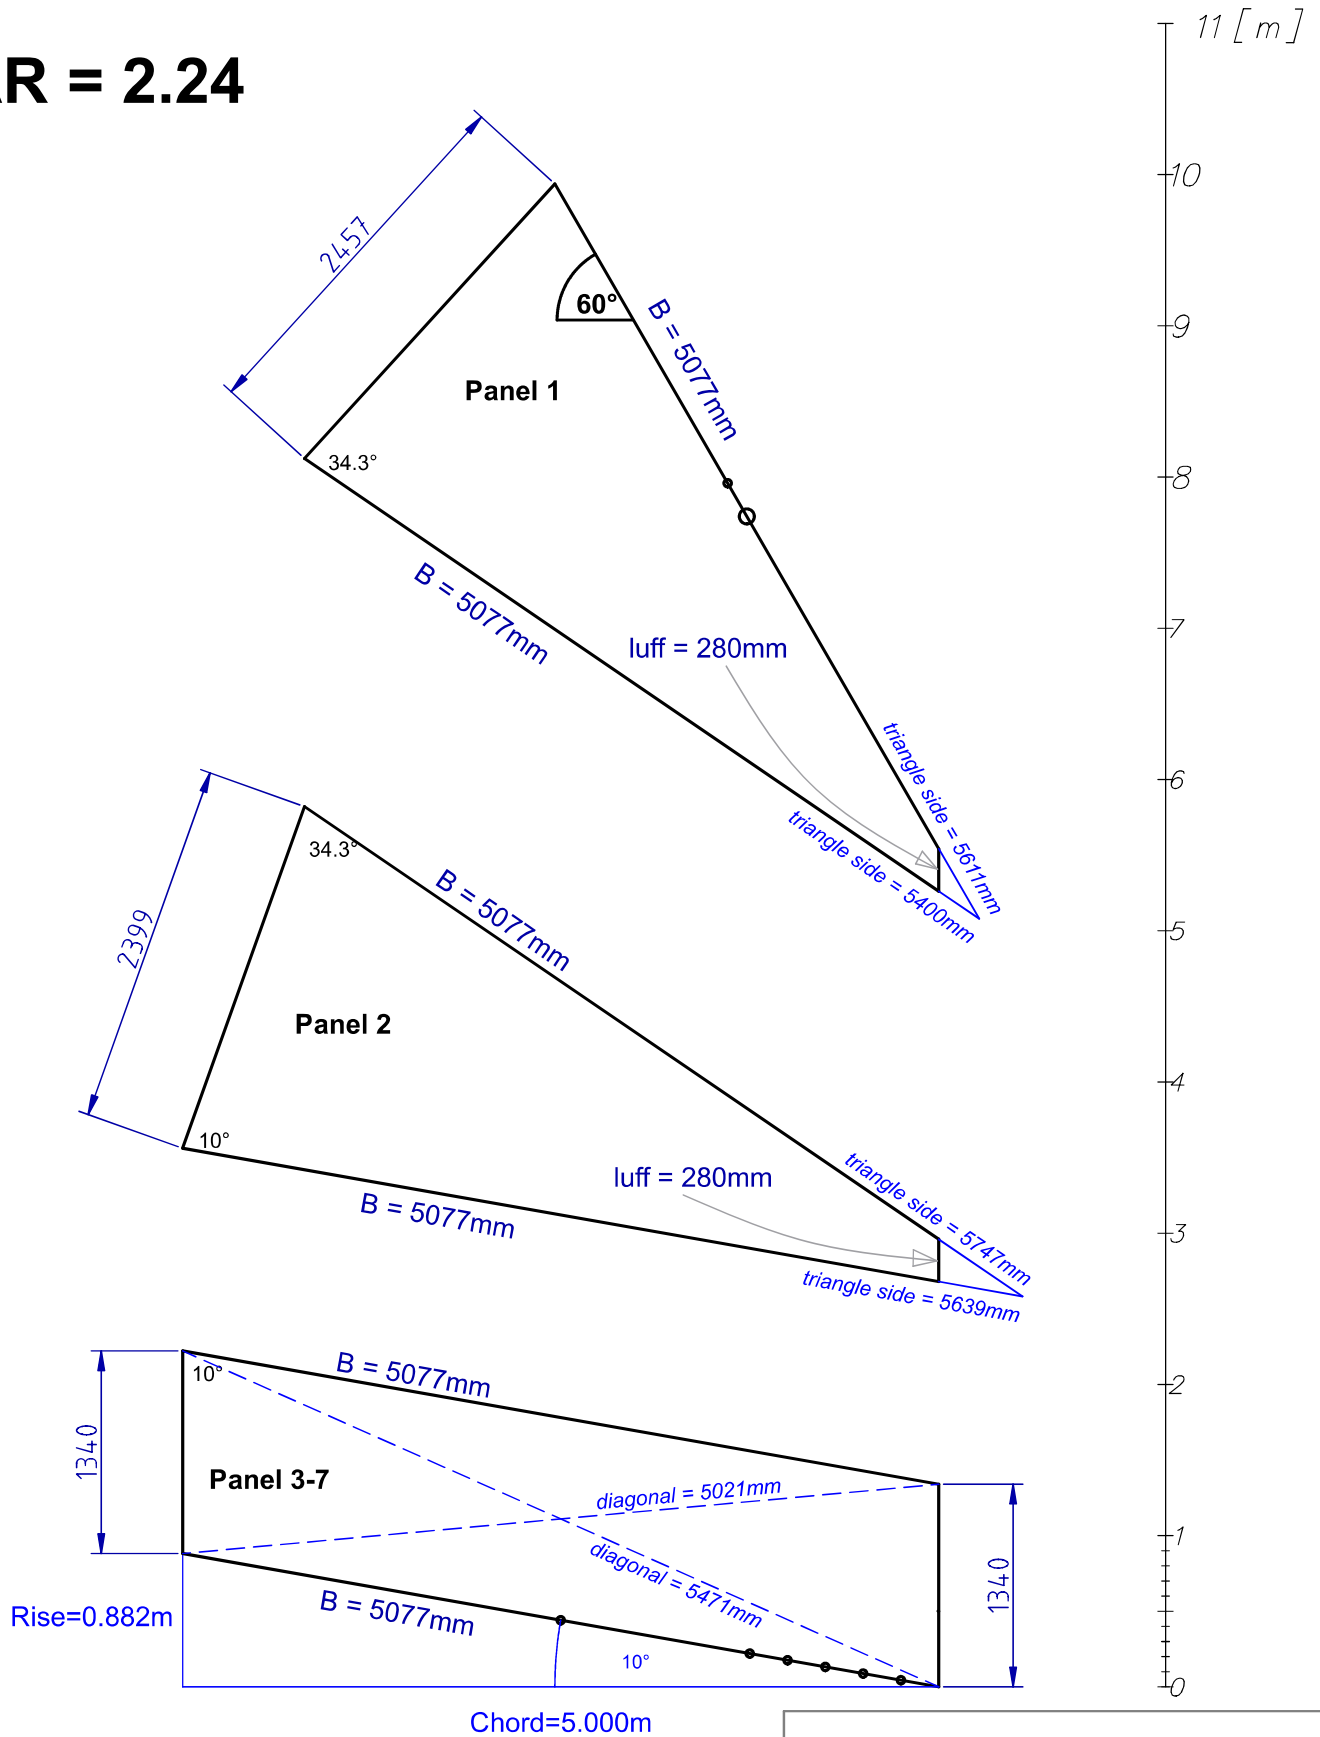 11 [ m ]
AR = 2.24
10
2457
60°
B = 5077mm
9
Panel 1
34.3°
8
B = 5077mm
luff = 280mm
7
triangle side = 5611mm
6
triangle side = 5400mm
34.3°
B = 5077mm
2399
5
Panel 2
4
10°
luff = 280mm
triangle side = 5747mm
B = 5077mm
3
triangle side = 5639mm
B = 5077mm
10°
2
1340
Panel 3-7
diagonal = 5021mm
1
diagonal = 5471mm
1340
Rise=0.882m
B = 5077mm
10°
0
Chord=5.000m